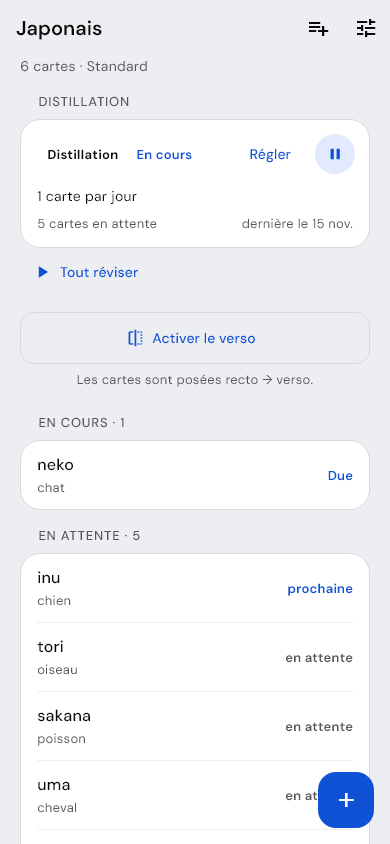 Japonais
6 cartes · Standard
DISTILLATION
Distillation En cours Régler
1 carte par jour
5 cartes en attente dernière le 15 nov.
Tout réviser
Activer le verso
Les cartes sont posées recto → verso.
EN COURS · 1
neko
chat
Due
EN ATTENTE · 5
inu
chien
prochaine
tori
oiseau
en attente
sakana
poisson
en attente
uma
cheval
en at